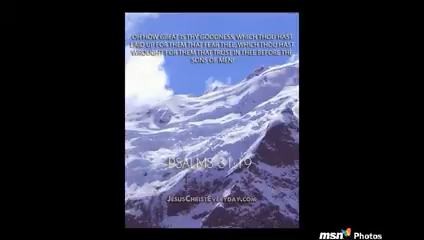 OH HOW GREAT IS THY GOODNESS, WHICH THOU HAST
LAID UP FOR THEM THAT FEAR THEE; WHICH THOU HAST
WROUGHT FOR THEM THAT TRUST IN THEE BEFORE THE
SONS OF MEN!
PSALMS 31:19
JESUSCHRISTEVERYDAY.COM
msn Photos